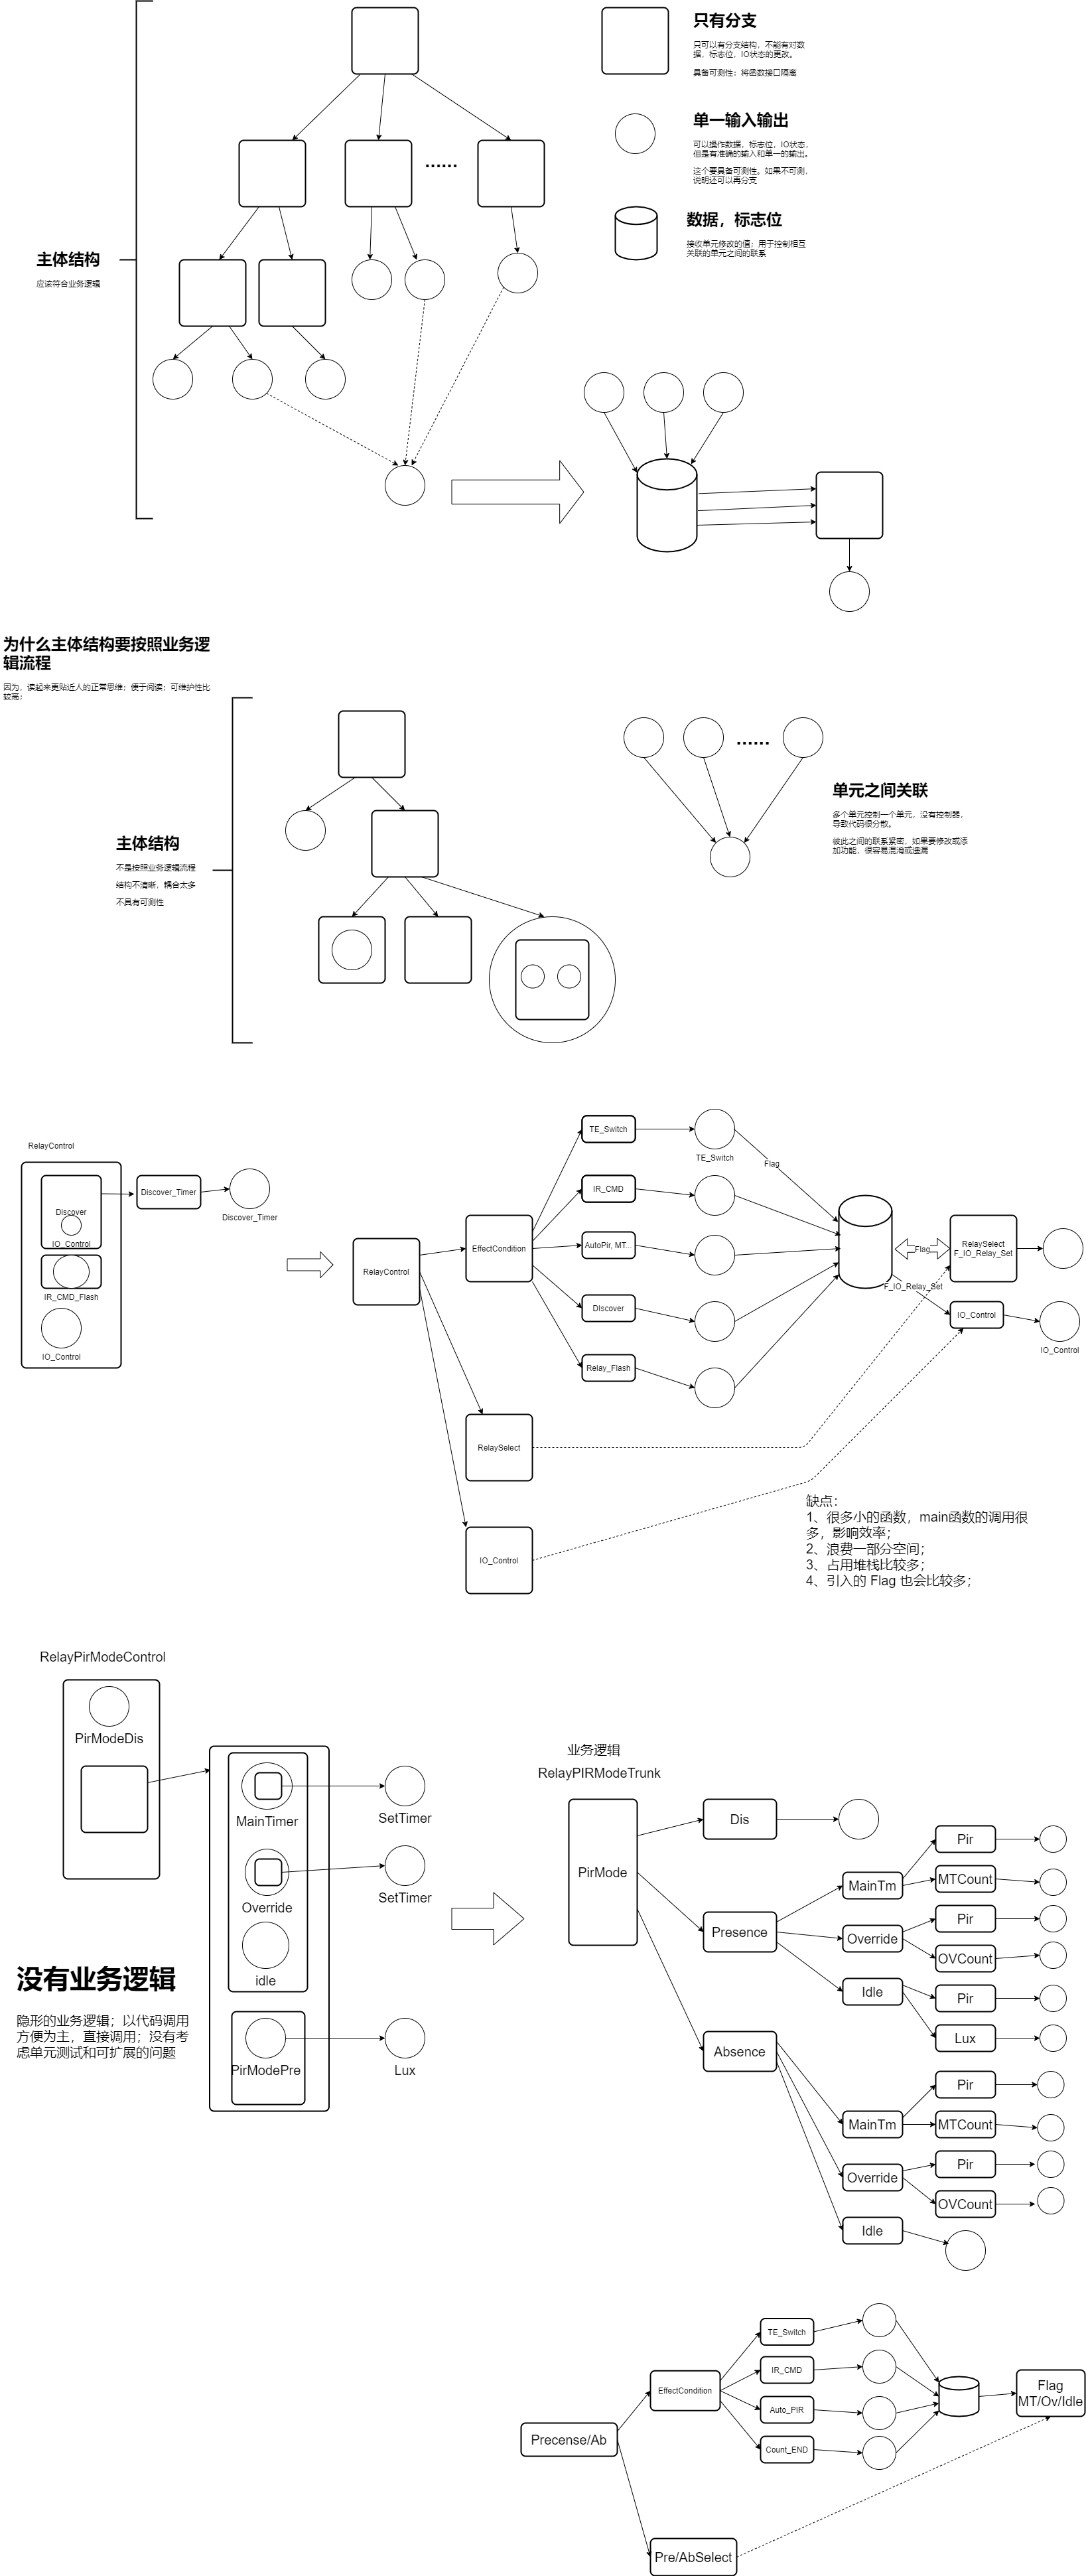 只有分支
只可以有分支结构，不能有对数
据，标志位，IO状态的更改。
具备可测性：将函数接口隔离
单一输入输出
可以操作数据，标志位，IO状态，
但是有准确的输入和单一的输出。
这个要具备可测性。如果不可测，
说明还可以再分支
数据，标志位
接收单元修改的值；用于控制相互
关联的单元之间的联系
......
主体结构
应该符合业务逻辑
为什么主体结构要按照业务逻
辑流程
因为，读起来更贴近人的正常思维；便于阅读；可维护性比
较高；
主体结构
不是按照业务逻辑流程
结构不清晰，耦合太多
不具有可测性
......
单元之间关联
多个单元控制一个单元，没有控制器，
导致代码很分散。
彼此之间的联系紧密，如果要修改或添
加功能，很容易混淆或遗漏
RelayControl
Discover
IO_Control
IR_CMD_Flash
IO_Control
Discover_Timer
Discover_Timer
RelayControl
EffectCondition
TE_Switch
TE_Switch
IR_CMD
AutoPir, MT...
DIscover
Relay_Flash
Flag
Flag
RelaySelect
F_IO_Relay_Set
F_IO_Relay_Set
IO_Control
IO_Control
RelaySelect
IO_Control
缺点：
1、很多小的函数，main函数的调用很
多，影响效率；
2、浪费一部分空间；
3、占用堆栈比较多；
4、引入的 Flag 也会比较多；
RelayPirModeControl
PirModeDis
MainTimer
SetTimer
Override
SetTimer
idle
PirModePre
Lux
没有业务逻辑
隐形的业务逻辑；以代码调用
方便为主，直接调用；没有考
虑单元测试和可扩展的问题
业务逻辑
RelayPIRModeTrunk
PirMode
Dis
Presence
MainTm
Pir
MTCount
Override
Pir
OVCount
Idle
Pir
Lux
Absence
MainTm
Pir
MTCount
Override
Pir
OVCount
Idle
Precense/Ab
EffectCondition
TE_Switch
IR_CMD
Auto_PIR
Count_END
Flag
MT/Ov/Idle
Pre/AbSelect